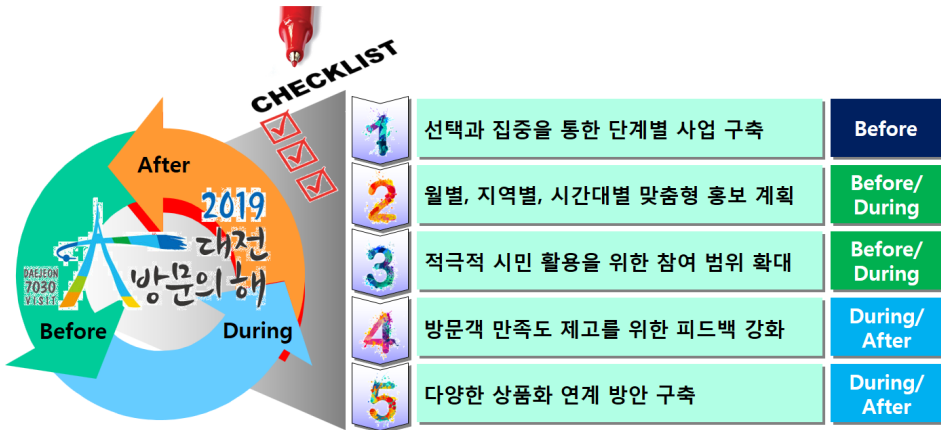 CHECKLIST
After
2019
대전
방문의해
DAEJEON
7030
VISIT
Before
During
1
선택과 집중을 통한 단계별 사업 구축
Before
2
월별, 지역별, 시간대별 맞춤형 홍보 계획
Before/
During
3
적극적 시민 활용을 위한 참여 범위 확대
Before/
During
4
방문객 만족도 제고를 위한 피드백 강화
During/
After
5
다양한 상품화 연계 방안 구축
During/
After